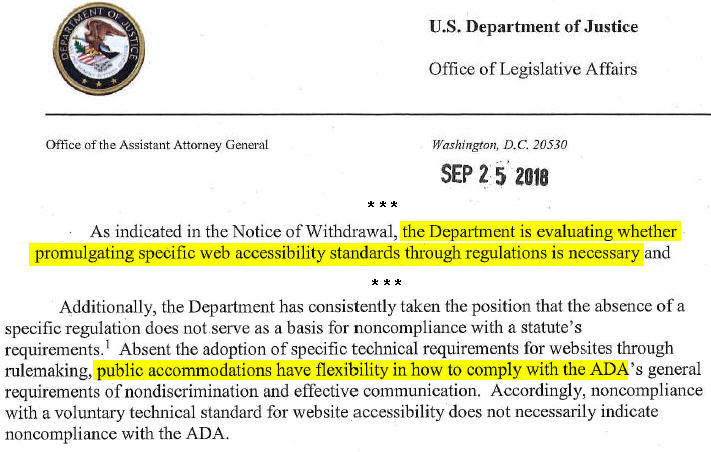 DEPARTMENT OF JUSTICE
U.S. Department of Justice
Office of Legislative Affairs
Office of the Assistant Attorney General
Washington, D.C. 20530
SEP 25 2018
***
As indicated in the Notice of Withdrawal, the Department is evaluating whether
promulgating specific web accessibility standards through regulations is necessary and
***
Additionally, the Department has consistently taken the position that the absence of a
specific regulation does not serve as a basis for noncompliance with a statute's
requirements.1 Absent the adoption of specific technical requirements for websites through
rulemaking, public accommodations have flexibility in how to comply with the ADA's general
requirements of nondiscrimination and effective communication. Accordingly, noncompliance
with a voluntary technical standard for website accessibility does not necessarily indicate
noncompliance with the ADA.